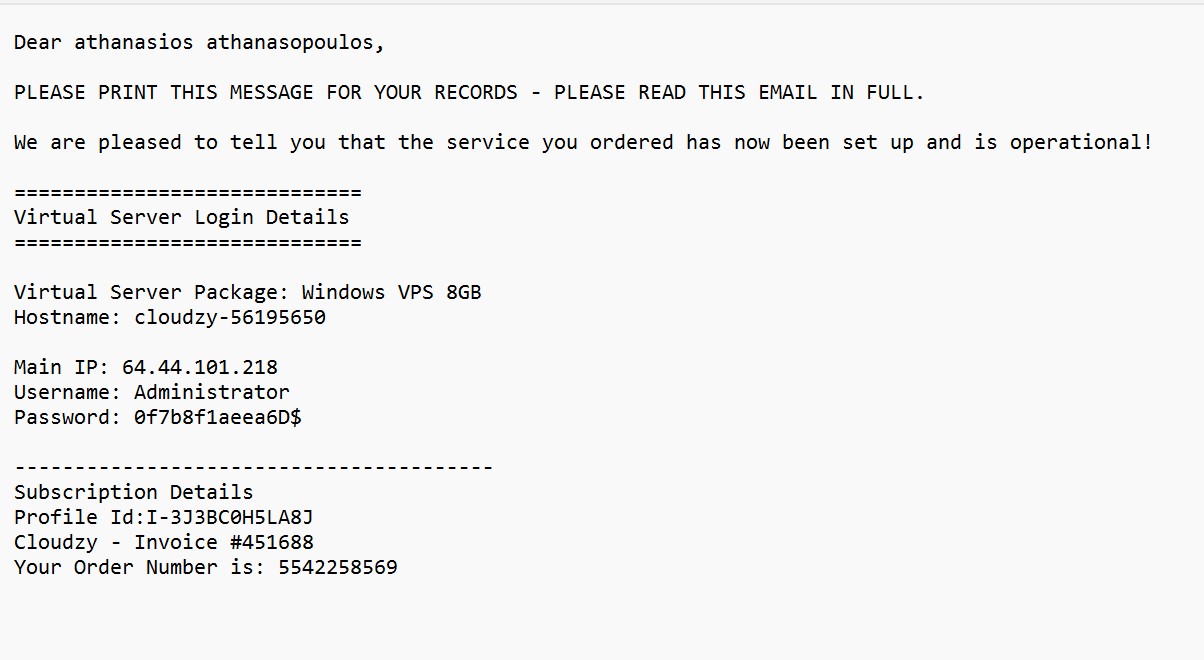 Dear athanasios athanasopoulos,
PLEASE PRINT THIS MESSAGE FOR YOUR RECORDS - PLEASE READ THIS EMAIL IN FULL.
We are pleased to tell you that the service you ordered has now been set up and is operational!
=============================
Virtual Server Login Details
=============================
Virtual Server Package: Windows VPS 8GB
Hostname: cloudzy-56195650
Main IP: 64.44.101.218
Username: Administrator
Password: 0f7b8f1aeea6D$
----------------------------------------
Subscription Details
Profile Id:I-3J3BC0H5LA8J
Cloudzy - Invoice #451688
Your Order Number is: 5542258569